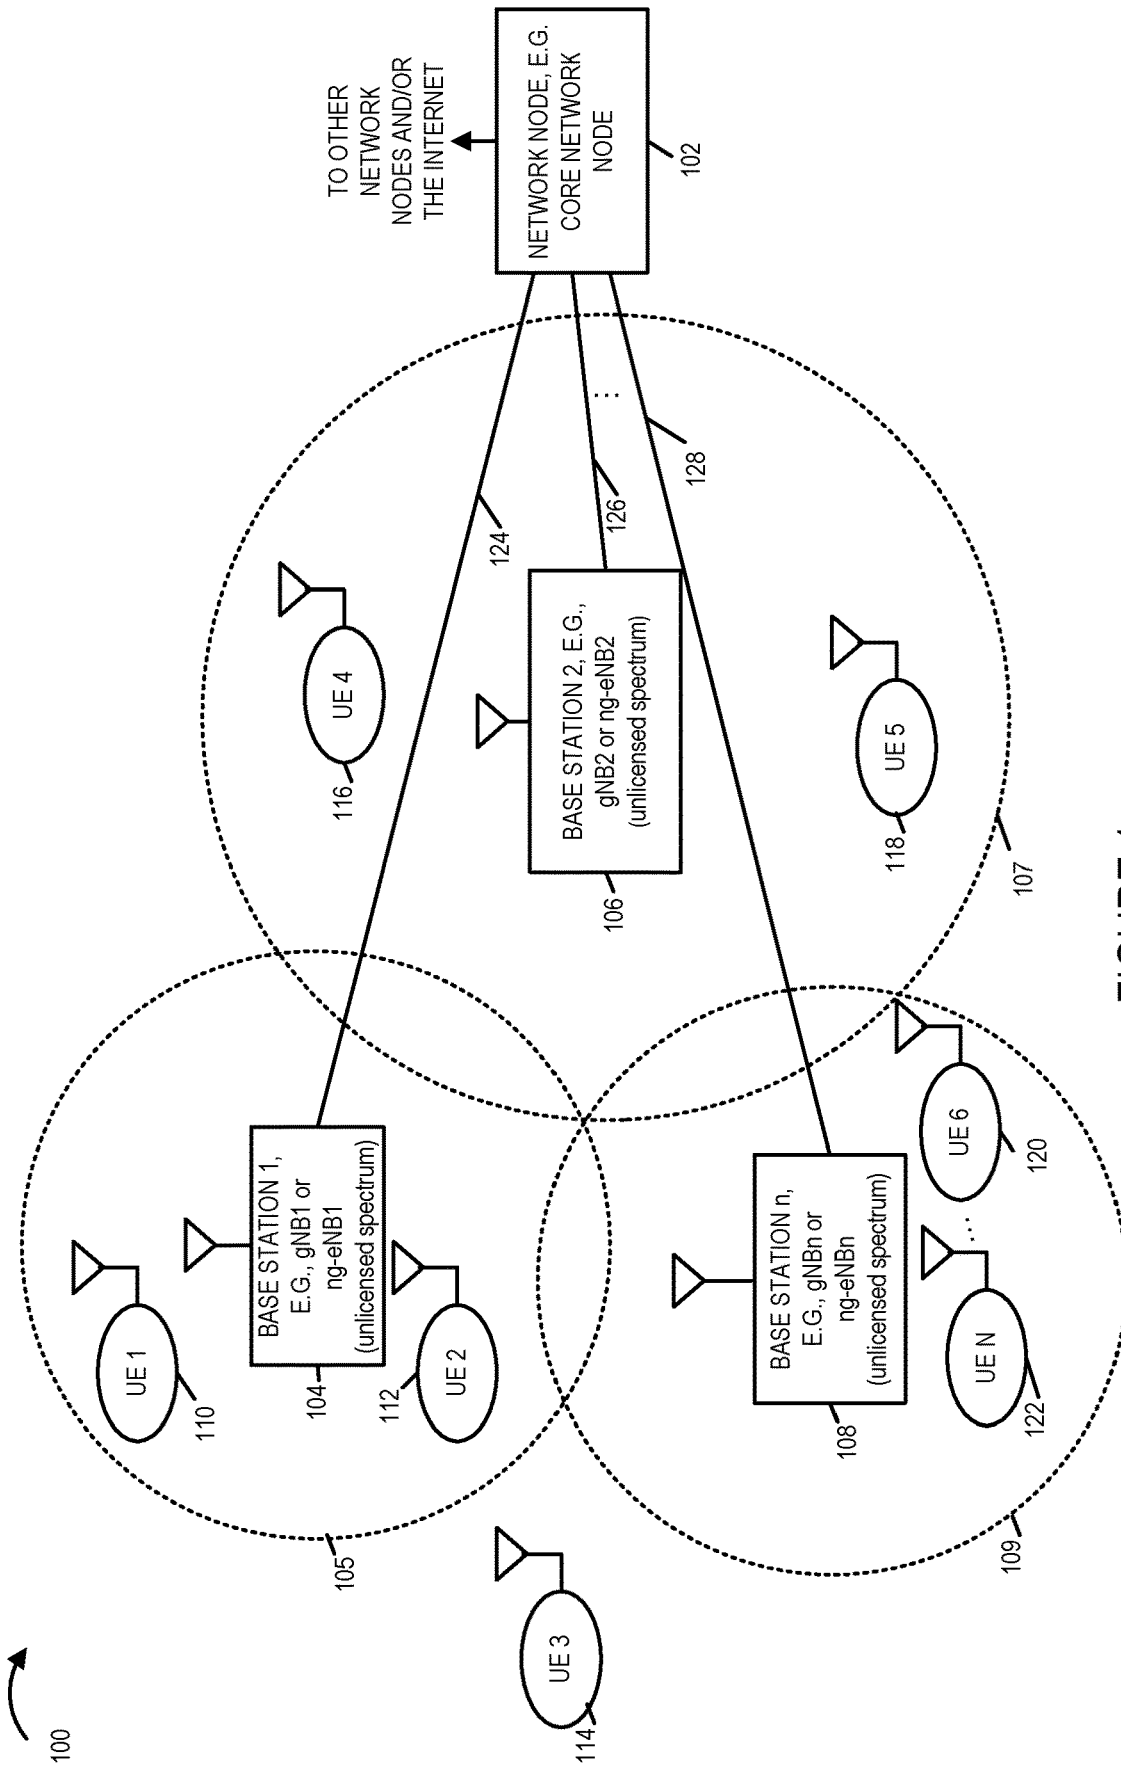 100
UE 1
110
105
BASE STATION 1,
E.G., gNB1 or
ng-eNB1
(unlicensed spectrum)
104
UE 2
112
UE 3
114
UE 4
116
124
TO OTHER
NETWORK
NODES AND/OR
THE INTERNET
NETWORK NODE, E.G.
CORE NETWORK
NODE
102
BASE STATION 2, E.G.,
gNB2 or ng-eNB2
(unlicensed spectrum)
106
126
...
128
UE 5
118
107
BASE STATION n,
E.G., gNBn or
ng-eNBn
(unlicensed spectrum)
108
UE 6
120
...
UE N
122
109